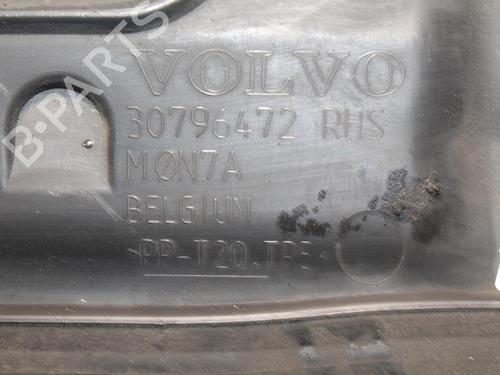 B-PARTS
VOLVO
30796472 RHS
MØN7A
BELGIUM
>PP-T20.TPE<